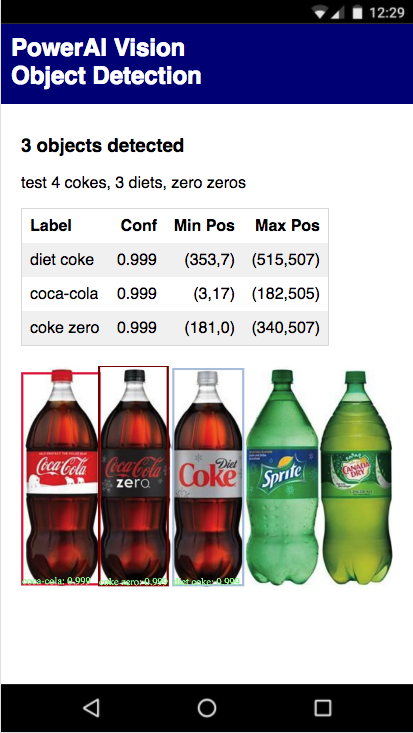 12:29
PowerAI Vision
Object Detection
3 objects detected
test 4 cokes, 3 diets, zero zeros
Label Conf Min Pos Max Pos
diet coke 0.999 (353,7) (515,507)
coca-cola 0.999 (3,17) (182,505)
coke zero 0.999 (181,0) (340,507)
Coca-Cola
Coca-Cola
zero
Diet
Coke
Sprite
CANADA
DRY
coca-cola: 0.999 coke zero: 0.999 diet coke: 0.999